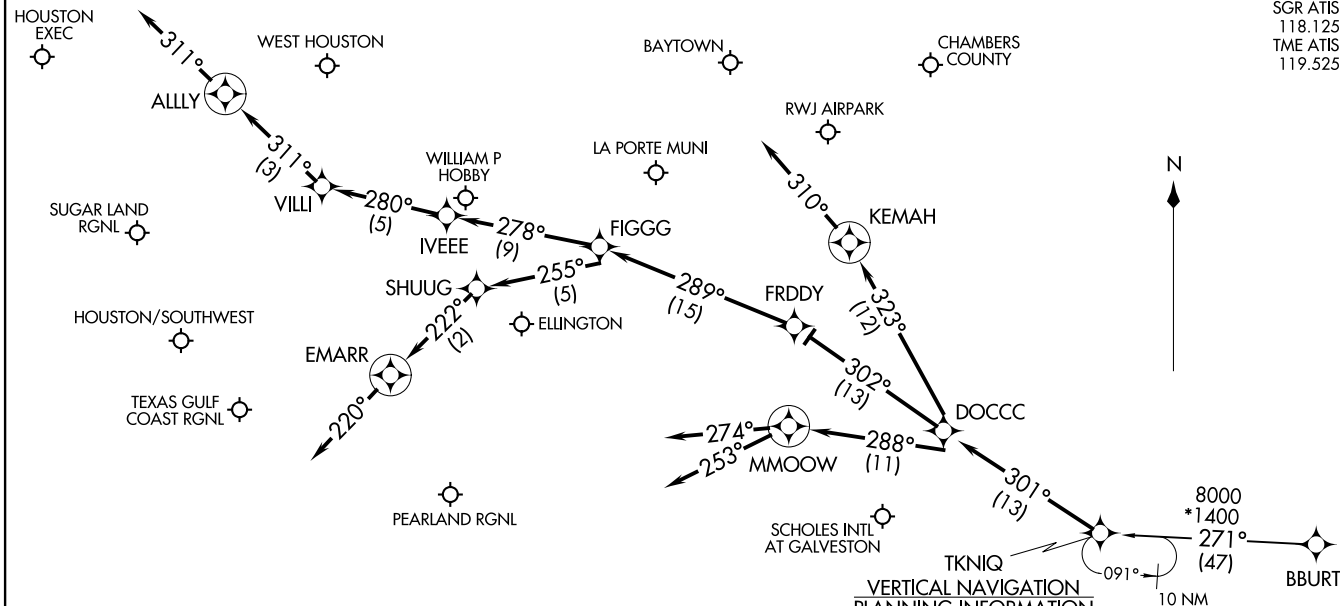 HOUSTON
EXEC
WEST HOUSTON
BAYTOWN
CHAMBERS
COUNTY
SGR ATIS
118.125
TME ATIS
119.525
311°
ALLLY
RWJ AIRPARK
LA PORTE MUNI
N
311°
(3)
WILLIAM P
HOBBY
310°
KEMAH
VILLI
280°
(5)
SUGAR LAND
RGNL
IVEEE
278°
(9)
FIGGG
SHUUG
255°
(5)
289°
(15)
FRDDY
323°
(12)
HOUSTON/SOUTHWEST
222°
(2)
ELLINGTON
EMARR
302°
(13)
TEXAS GULF
COAST RGNL
220°
DOCCC
274°
253°
MMOOW
288°
(11)
301°
(13)
PEARLAND RGNL
SCHOLES INTL
AT GALVESTON
8000
*1400
271°
(47)
TKNIQ
091°
10 NM
BBURT
VERTICAL NAVIGATION
PLANNING INFORMATION